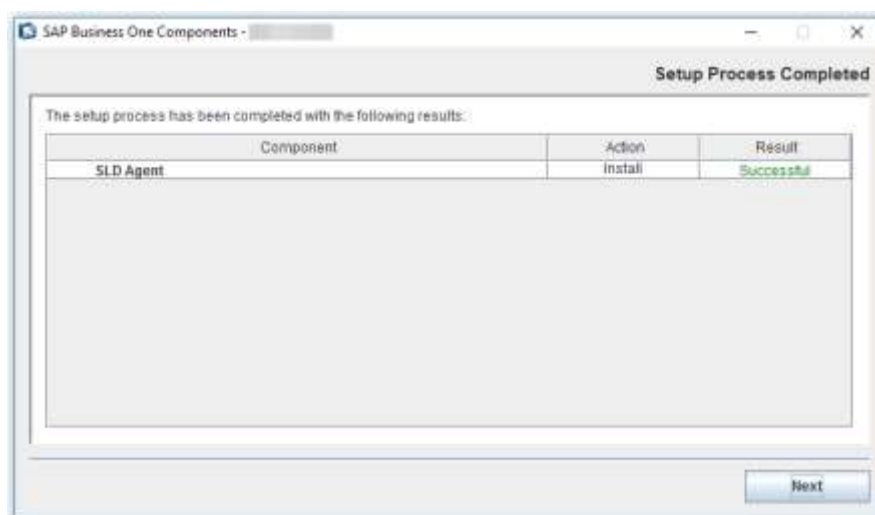 SAP Business One Components -
Setup Process Completed
The setup process has been completed with the following results:
Component Action Result
SLD Agent Install Successful
Next